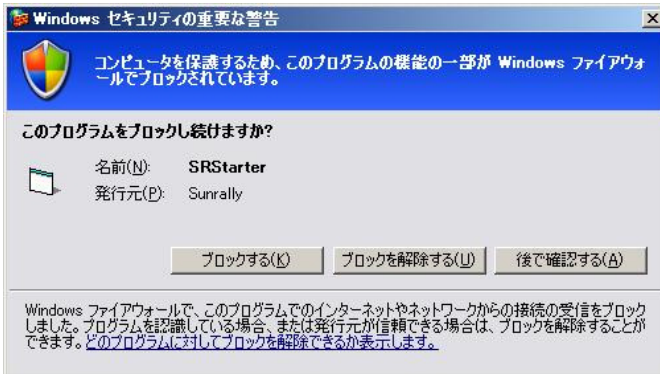 Windows セキュリティの重要な警告
コンピュータを保護するため、このプログラムの機能の一部が Windows ファイアウォ
ールでブロックされています。
このプログラムをブロックし続けますか?
名前(N): SRStarter
発行元(P): Sunrally
ブロックする(K) ブロックを解除する(U) 後で確認する(A)
Windows ファイアウォールで、このプログラムでのインターネットやネットワークからの接続の受信をブロック
しました。プログラムを認識している場合、または発行元が信頼できる場合は、ブロックを解除することが
できます。どのプログラムに対してブロックを解除できるか表示します。